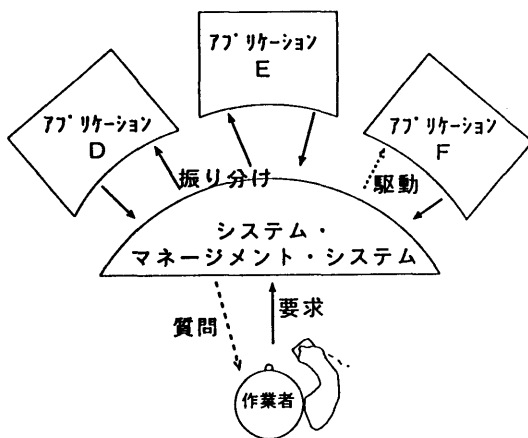 アプリケーション
E
アプリケーション
D
アプリケーション
F
振り分け
駆動
システム・
マネージメント・システム
質問
要求
作業者